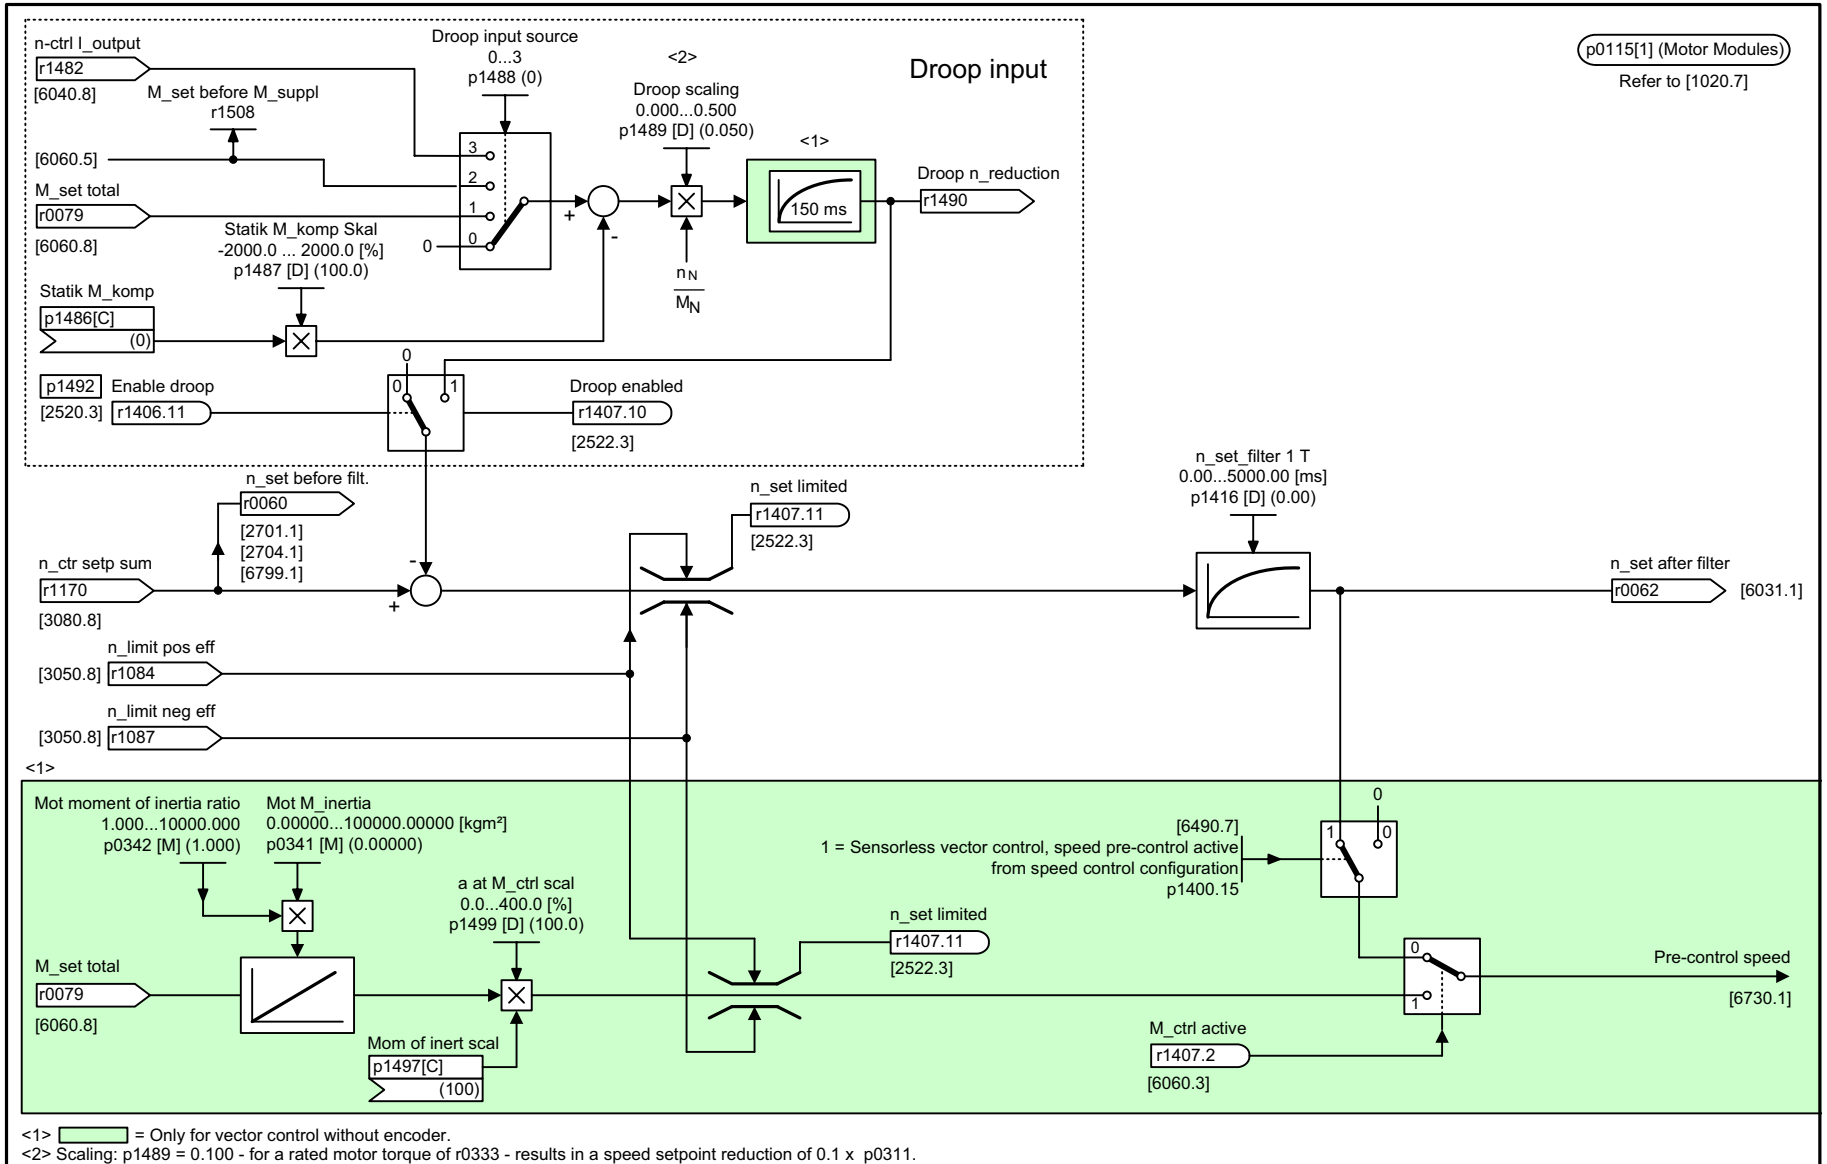 n-ctrl I_output
r1482
[6040.8]
M_set before M_suppl
r1508
[6060.5]
M_set total
r0079
[6060.8]
Droop input source
0...3
p1488 (0)
3
2
1
0
0
Statik M_komp Skal
-2000.0 ... 2000.0 [%]
p1487 [D] (100.0)
Statik M_komp
p1486[C]
(0)
+
-
<2>
Droop scaling
0.000...0.500
p1489 [D] (0.050)
nN
MN
<1>
150 ms
Droop input
Droop n_reduction
r1490
p0115[1] (Motor Modules)
Refer to [1020.7]
p1492
Enable droop
[2520.3]
r1406.11
0
0
1
Droop enabled
r1407.10
[2522.3]
n_set before filt.
r0060
[2701.1]
[2704.1]
[6799.1]
n_ctr setp sum
r1170
[3080.8]
-
+
n_set limited
r1407.11
[2522.3]
n_set_filter 1 T
0.00...5000.00 [ms]
p1416 [D] (0.00)
n_set after filter
r0062
[6031.1]
n_limit pos eff
[3050.8]
r1084
n_limit neg eff
[3050.8]
r1087
<1>
Mot moment of inertia ratio
1.000...10000.000
p0342 [M] (1.000)
Mot M_inertia
0.00000...100000.00000 [kgm²]
p0341 [M] (0.00000)
a at M_ctrl scal
0.0...400.0 [%]
p1499 [D] (100.0)
M_set total
r0079
[6060.8]
Mom of inert scal
p1497[C]
(100)
n_set limited
r1407.11
[2522.3]
[6490.7]
1 = Sensorless vector control, speed pre-control active
from speed control configuration
p1400.15
0
1
0
0
1
Pre-control speed
[6730.1]
M_ctrl active
r1407.2
[6060.3]
<1> = Only for vector control without encoder.
<2> Scaling: p1489 = 0.100 - for a rated motor torque of r0333 - results in a speed setpoint reduction of 0.1 x p0311.